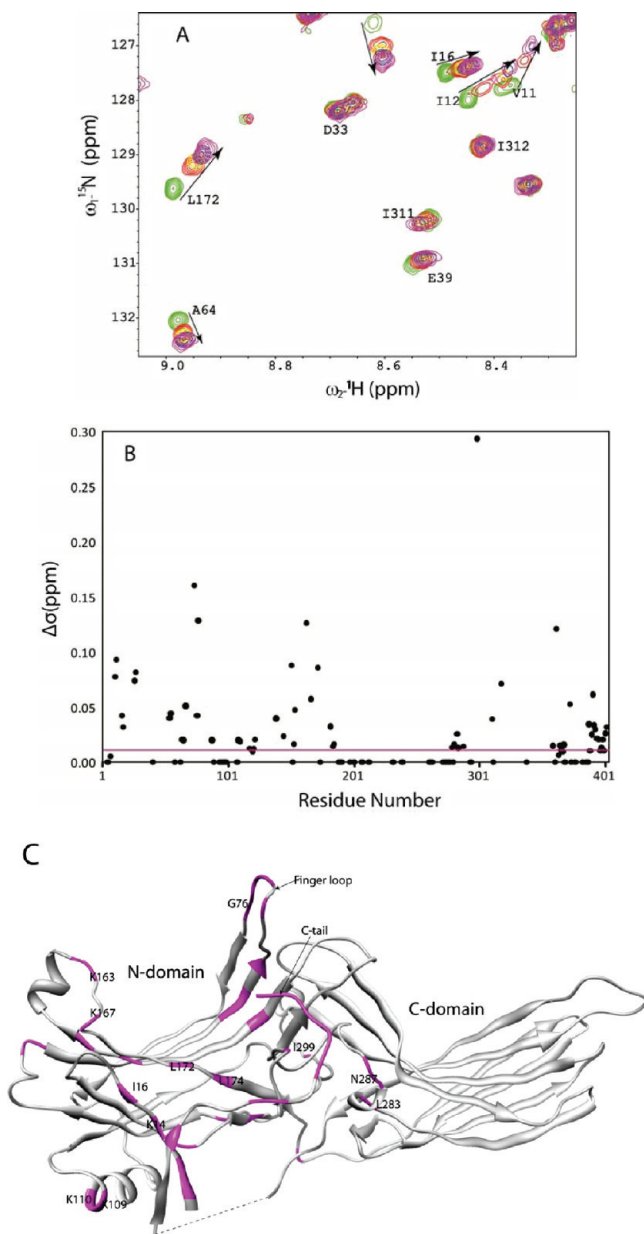 A
127
128
129
130
131
132
ω₁-¹⁵N (ppm)
I16
I12
V11
D33
I312
L172
I311
E39
A64
9.0
8.8
8.6
8.4
ω₂-¹H (ppm)
B
0.30
0.25
0.20
0.15
0.10
0.05
0.00
Δσ(ppm)
1
101
201
301
401
Residue Number
C
Finger loop
G76
C-tail
K163
N-domain
C-domain
K167
I299
L172
L174
N287
I16
L283
K14
K110
K109